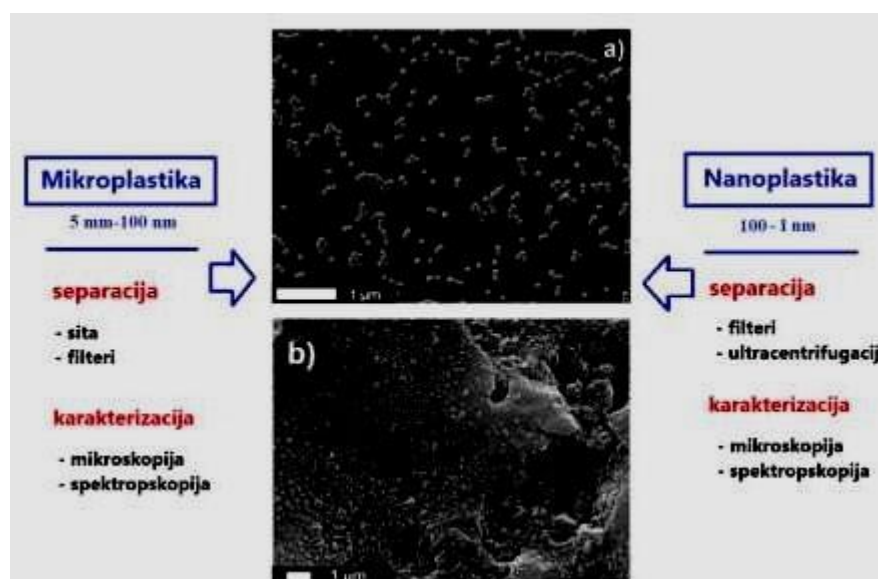 Mikroplastika
5 mm-100 nm
separacija
- sita
- filteri
karakterizacija
- mikroskopija
- spektropskopija
a)
1 µm
b)
1 µm
Nanoplastika
100 - 1 nm
separacija
- filteri
- ultracentrifugacij
karakterizacija
- mikroskopija
- spektropskopija